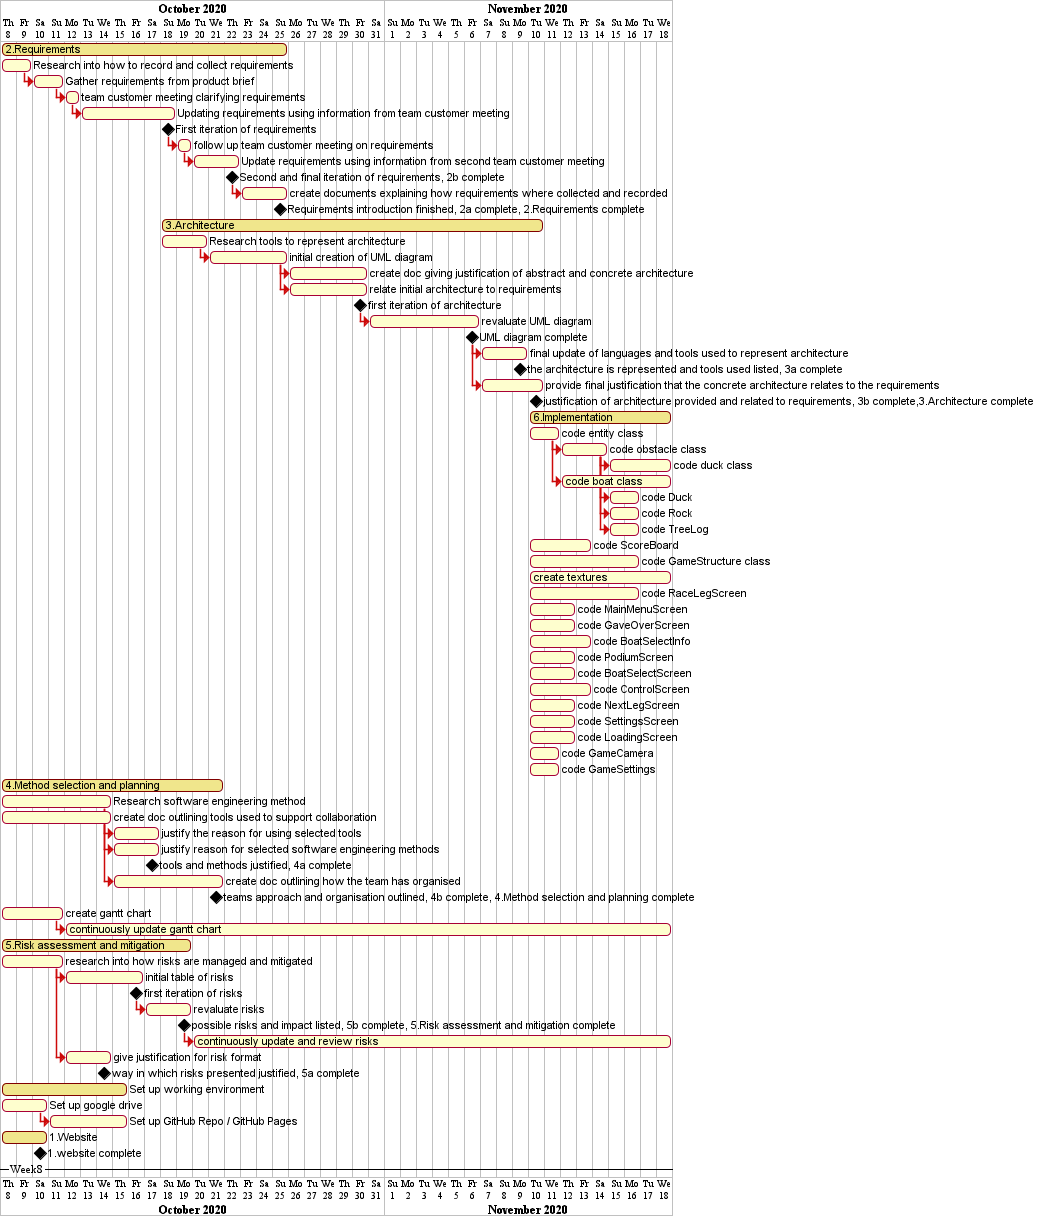 October 2020 November 2020
Th Fr Sa Su Mo Tu We Th Fr Sa Su Mo Tu We Th Fr Sa Su Mo Tu We Th Fr Sa Su Mo Tu We Th Fr Sa Su Mo Tu We Th Fr Sa Su Mo Tu We
8 9 10 11 12 13 14 15 16 17 18 19 20 21 22 23 24 25 26 27 28 29 30 31 1 2 3 4 5 6 7 8 9 10 11 12 13 14 15 16 17 18
2.Requirements
Research into how to record and collect requirements
Gather requirements from product brief
team customer meeting clarifying requirements
Updating requirements using information from team customer meeting
First iteration of requirements
follow up team customer meeting on requirements
Update requirements using information from second team customer meeting
Second and final iteration of requirements, 2b complete
create documents explaining how requirements where collected and recorded
Requirements introduction finished, 2a complete, 2.Requirements complete
3.Architecture
Research tools to represent architecture
initial creation of UML diagram
create doc giving justification of abstract and concrete architecture
relate initial architecture to requirements
first iteration of architecture
revaluate UML diagram
UML diagram complete
final update of languages and tools used to represent architecture
the architecture is represented and tools used listed, 3a complete
provide final justification that the concrete architecture relates to the requirements
justification of architecture provided and related to requirements, 3b complete,3.Architecture complete
6.Implementation
code entity class
code obstacle class
code duck class
code boat class
code Duck
code Rock
code TreeLog
code ScoreBoard
code GameStructure class
create textures
code RaceLegScreen
code MainMenuScreen
code GaveOverScreen
code BoatSelectInfo
code PodiumScreen
code BoatSelectScreen
code ControlScreen
code NextLegScreen
code SettingsScreen
code LoadingScreen
code GameCamera
code GameSettings
4.Method selection and planning
Research software engineering method
create doc outlining tools used to support collaboration
justify the reason for using selected tools
justify reason for selected software engineering methods
tools and methods justified, 4a complete
create doc outlining how the team has organised
teams approach and organisation outlined, 4b complete, 4.Method selection and planning complete
create gantt chart
continuously update gantt chart
5.Risk assessment and mitigation
research into how risks are managed and mitigated
initial table of risks
first iteration of risks
revaluate risks
possible risks and impact listed, 5b complete, 5.Risk assessment and mitigation complete
continuously update and review risks
give justification for risk format
way in which risks presented justified, 5a complete
Set up working environment
Set up google drive
Set up GitHub Repo / GitHub Pages
1.Website
1.website complete
Week8
Th Fr Sa Su Mo Tu We Th Fr Sa Su Mo Tu We Th Fr Sa Su Mo Tu We Th Fr Sa Su Mo Tu We Th Fr Sa Su Mo Tu We Th Fr Sa Su Mo Tu We
8 9 10 11 12 13 14 15 16 17 18 19 20 21 22 23 24 25 26 27 28 29 30 31 1 2 3 4 5 6 7 8 9 10 11 12 13 14 15 16 17 18
October 2020 November 2020